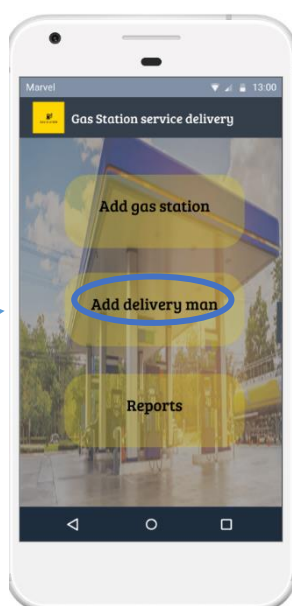 Marvel 13:00
Gas Station service delivery
Add gas station
Add delivery man
Reports